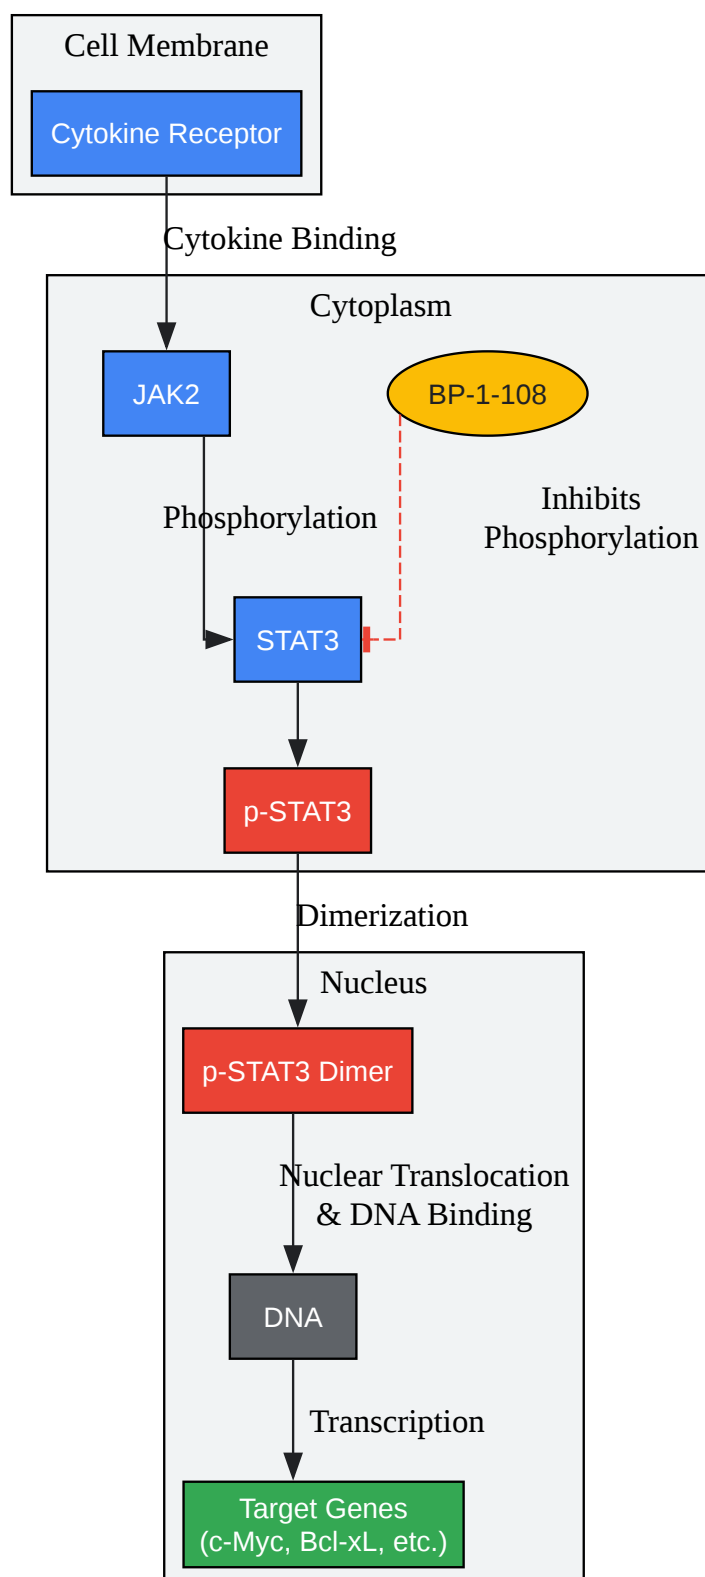 Cell Membrane
Cytokine Receptor
Cytokine Binding
Cytoplasm
JAK2
BP-1-108
Phosphorylation
Inhibits
Phosphorylation
STAT3
p-STAT3
Dimerization
Nucleus
p-STAT3 Dimer
Nuclear Translocation
& DNA Binding
DNA
Transcription
Target Genes
(c-Myc, Bcl-xL, etc.)